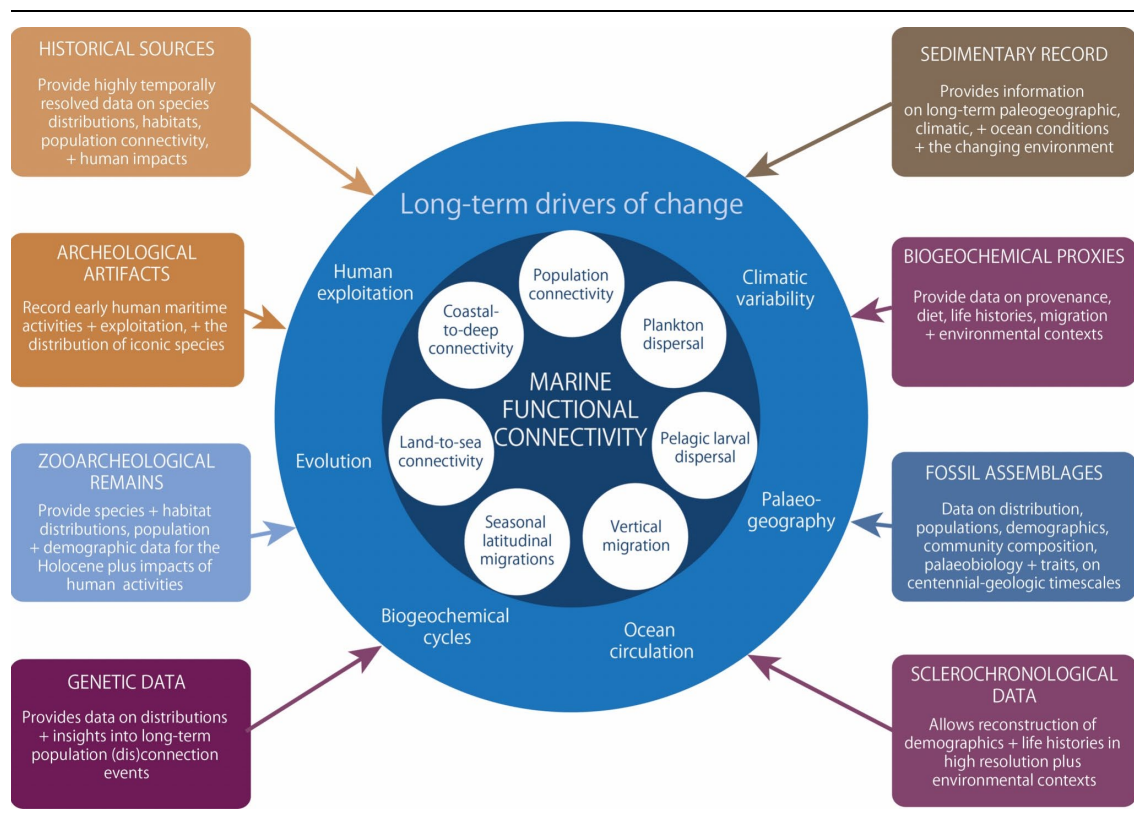 HISTORICAL SOURCES
Provide highly temporally
resolved data on species
distributions, habitats,
population connectivity,
+ human impacts
ARCHEOLOGICAL
ARTIFACTS
Record early human maritime
activities + exploitation, + the
distribution of iconic species
ZOOARCHEOLOGICAL
REMAINS
Provide species + habitat
distributions, population
+ demographic data for the
Holocene plus impacts of
human activities
GENETIC DATA
Provides data on distributions
+ insights into long-term
population (dis)connection
events
Long-term drivers of change
Human
exploitation
Climatic
variability
Evolution
Palaeo-
geography
Biogeochemical
cycles
Ocean
circulation
Population
connectivity
Coastal-
to-deep
connectivity
Plankton
dispersal
MARINE
FUNCTIONAL
CONNECTIVITY
Land-to-sea
connectivity
Pelagic larval
dispersal
Seasonal
latitudinal
migrations
Vertical
migration
SEDIMENTARY RECORD
Provides information
on long-term paleogeographic,
climatic, + ocean conditions
+ the changing environment
BIOGEOCHEMICAL PROXIES
Provide data on provenance,
diet, life histories, migration
+ environmental contexts
FOSSIL ASSEMBLAGES
Data on distribution,
populations, demographics,
community composition,
palaeobiology + traits, on
centennial-geologic timescales
SCLEROCHRONOLOGICAL
DATA
Allows reconstruction of
demographics + life histories in
high resolution plus
environmental contexts